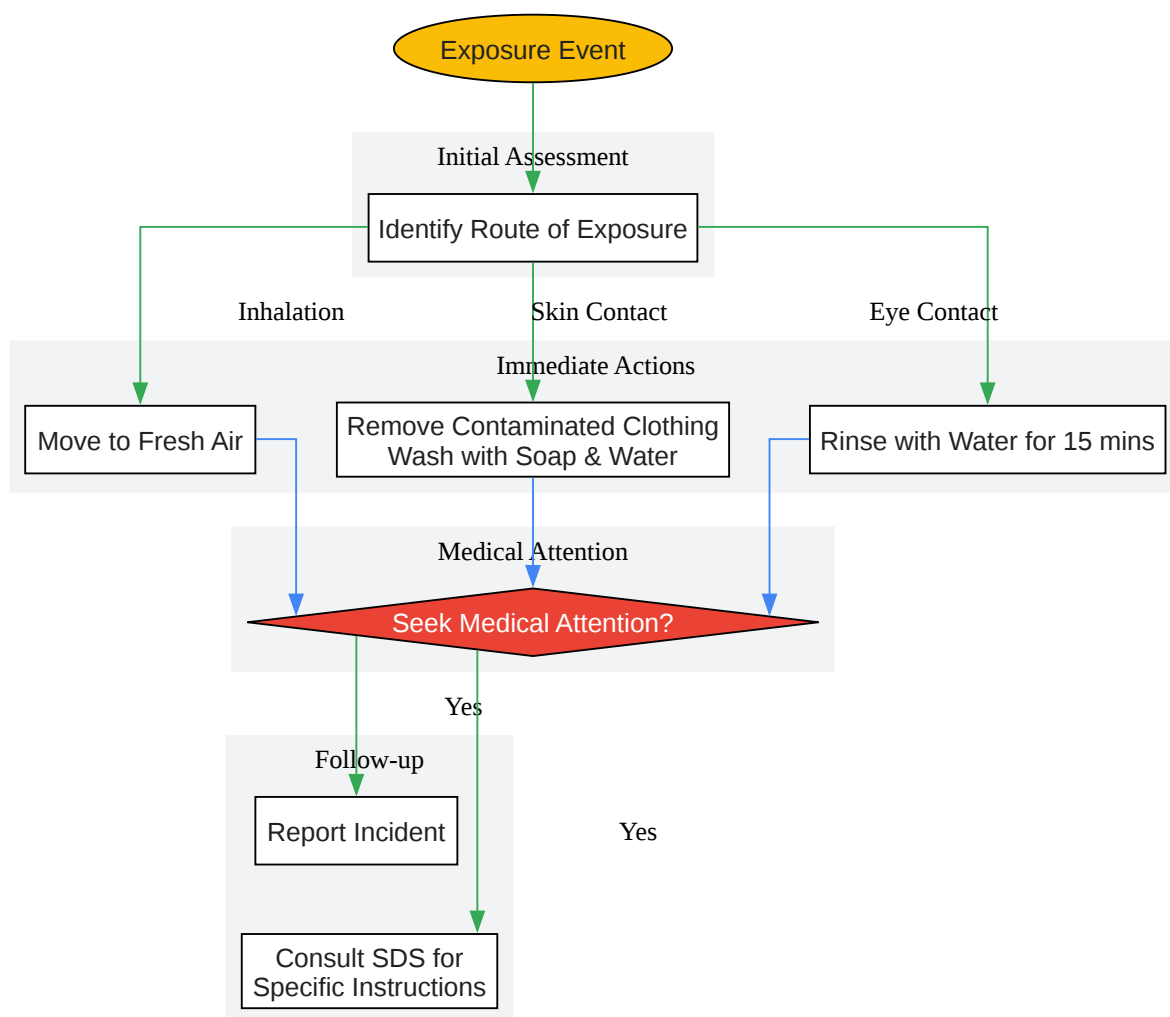 Exposure Event
Initial Assessment
Identify Route of Exposure
Inhalation
Skin Contact
Eye Contact
Immediate Actions
Move to Fresh Air
Remove Contaminated Clothing
Wash with Soap & Water
Rinse with Water for 15 mins
Medical Attention
Seek Medical Attention?
Yes
Follow-up
Report Incident
Yes
Consult SDS for
Specific Instructions